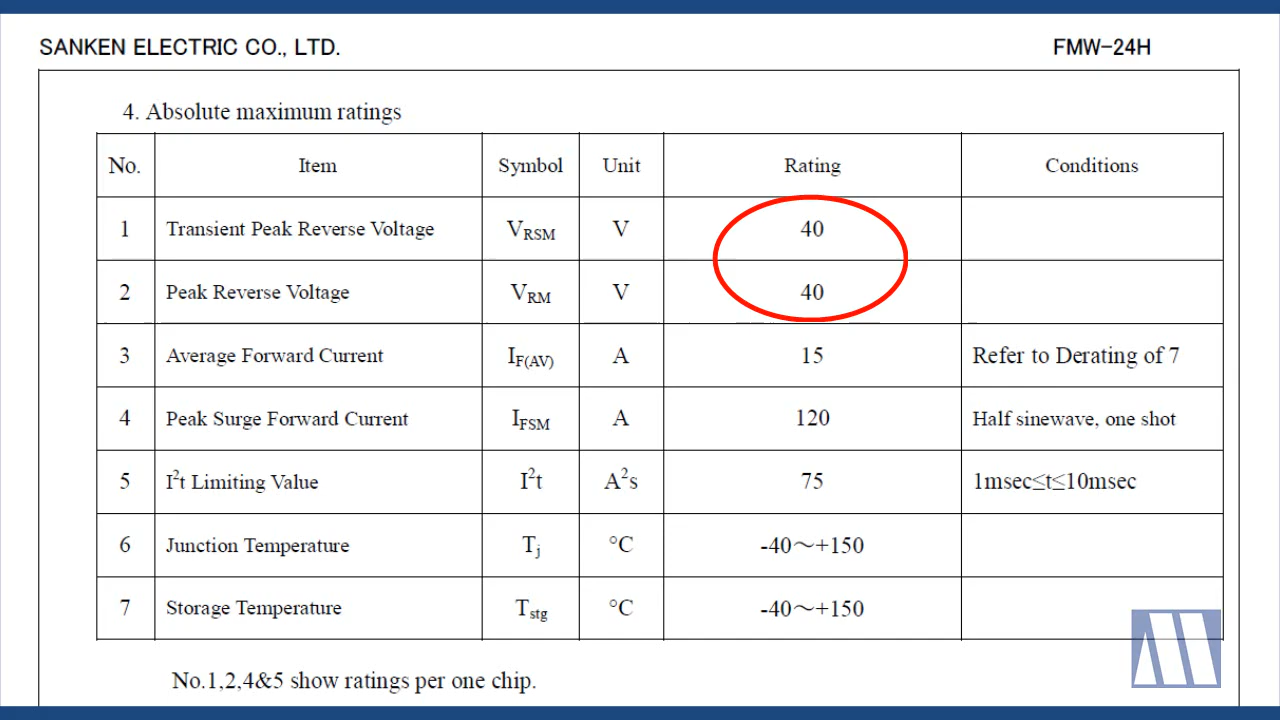 SANKEN ELECTRIC CO., LTD. FMW-24H
4. Absolute maximum ratings
No. Item Symbol Unit Rating Conditions
1 Transient Peak Reverse Voltage VRSM V 40
2 Peak Reverse Voltage VRM V 40
3 Average Forward Current IF(AV) A 15 Refer to Derating of 7
4 Peak Surge Forward Current IFSM A 120 Half sinewave, one shot
5 I²t Limiting Value I²t A²s 75 1msec≤t≤10msec
6 Junction Temperature Tj °C -40～+150
7 Storage Temperature Tstg °C -40～+150
No.1,2,4&5 show ratings per one chip.